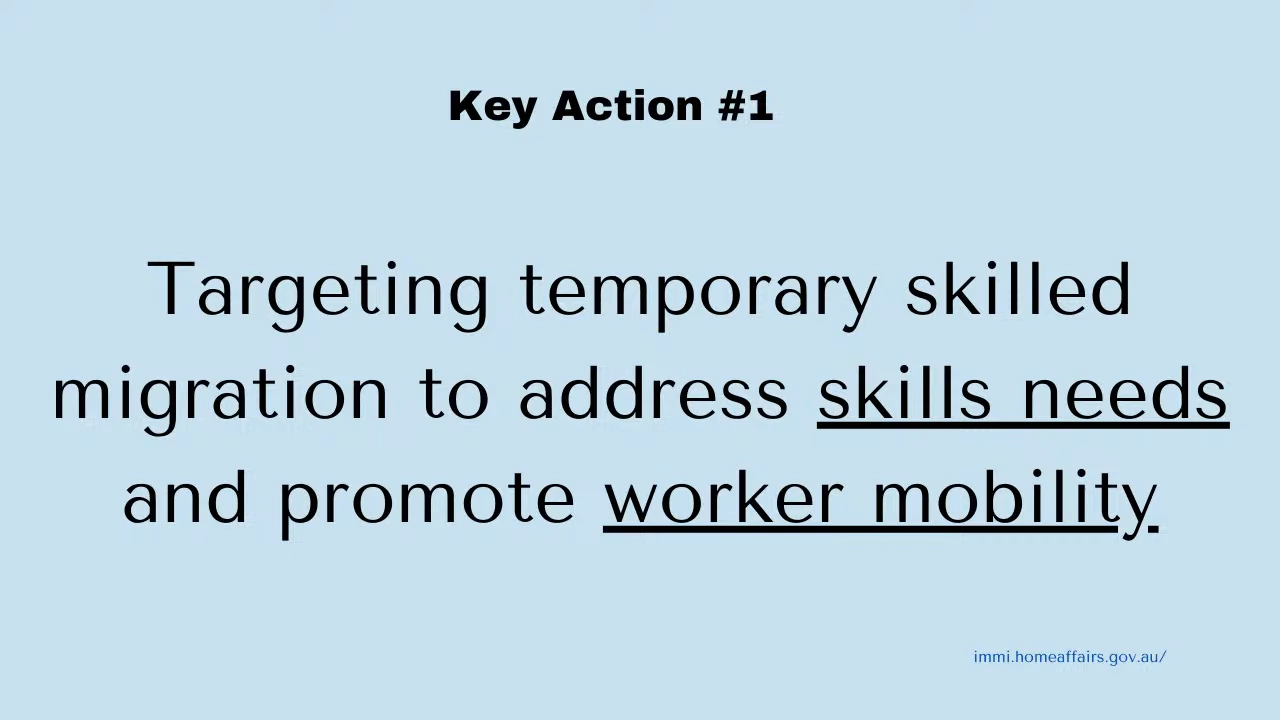 Key Action #1
Targeting temporary skilled
migration to address skills needs
and promote worker mobility
immi.homeaffairs.gov.au/